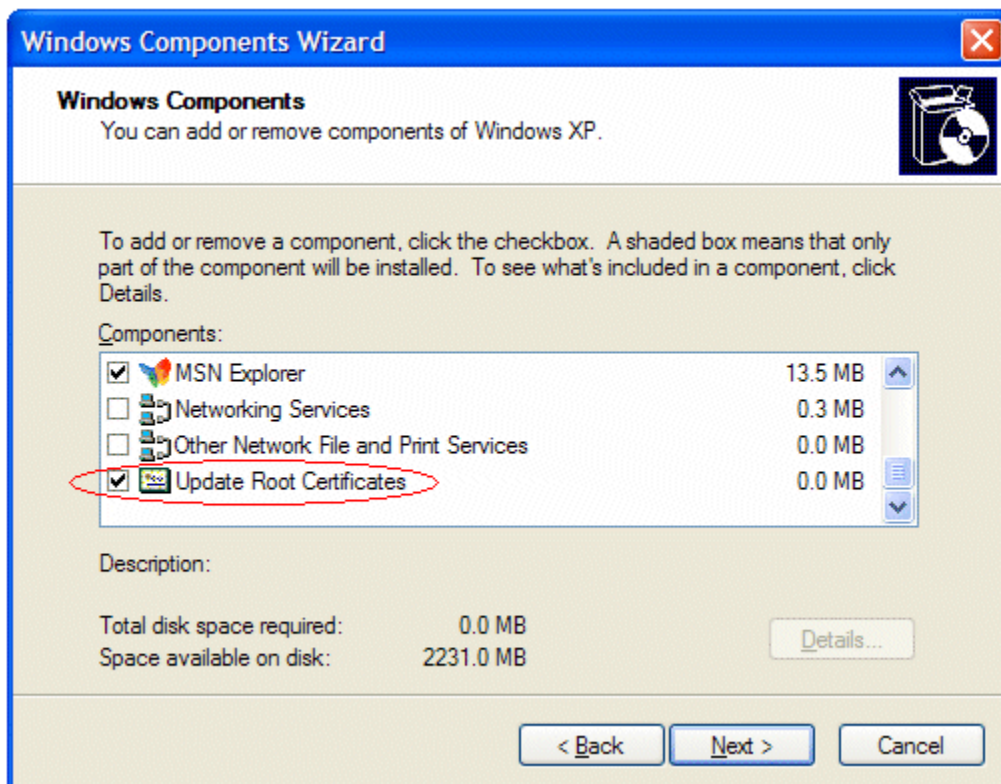 Windows Components Wizard
Windows Components
You can add or remove components of Windows XP.
To add or remove a component, click the checkbox. A shaded box means that only
part of the component will be installed. To see what's included in a component, click
Details.
Components:
MSN Explorer 13.5 MB
Networking Services 0.3 MB
Other Network File and Print Services 0.0 MB
Update Root Certificates 0.0 MB
Description:
Total disk space required: 0.0 MB
Space available on disk: 2231.0 MB
Details...
< Back Next > Cancel